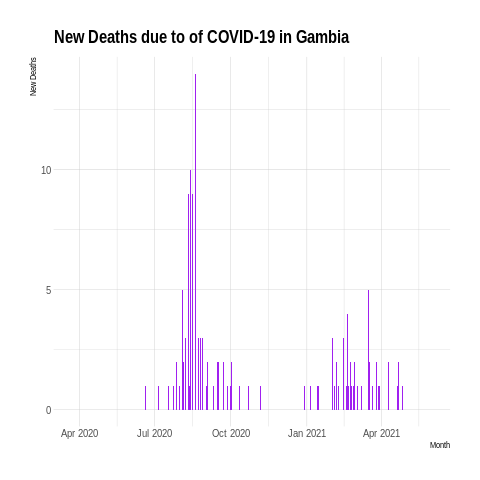 New Deaths due to of COVID-19 in Gambia
New Deaths
10
5
0
Apr 2020 Jul 2020 Oct 2020 Jan 2021 Apr 2021
Month